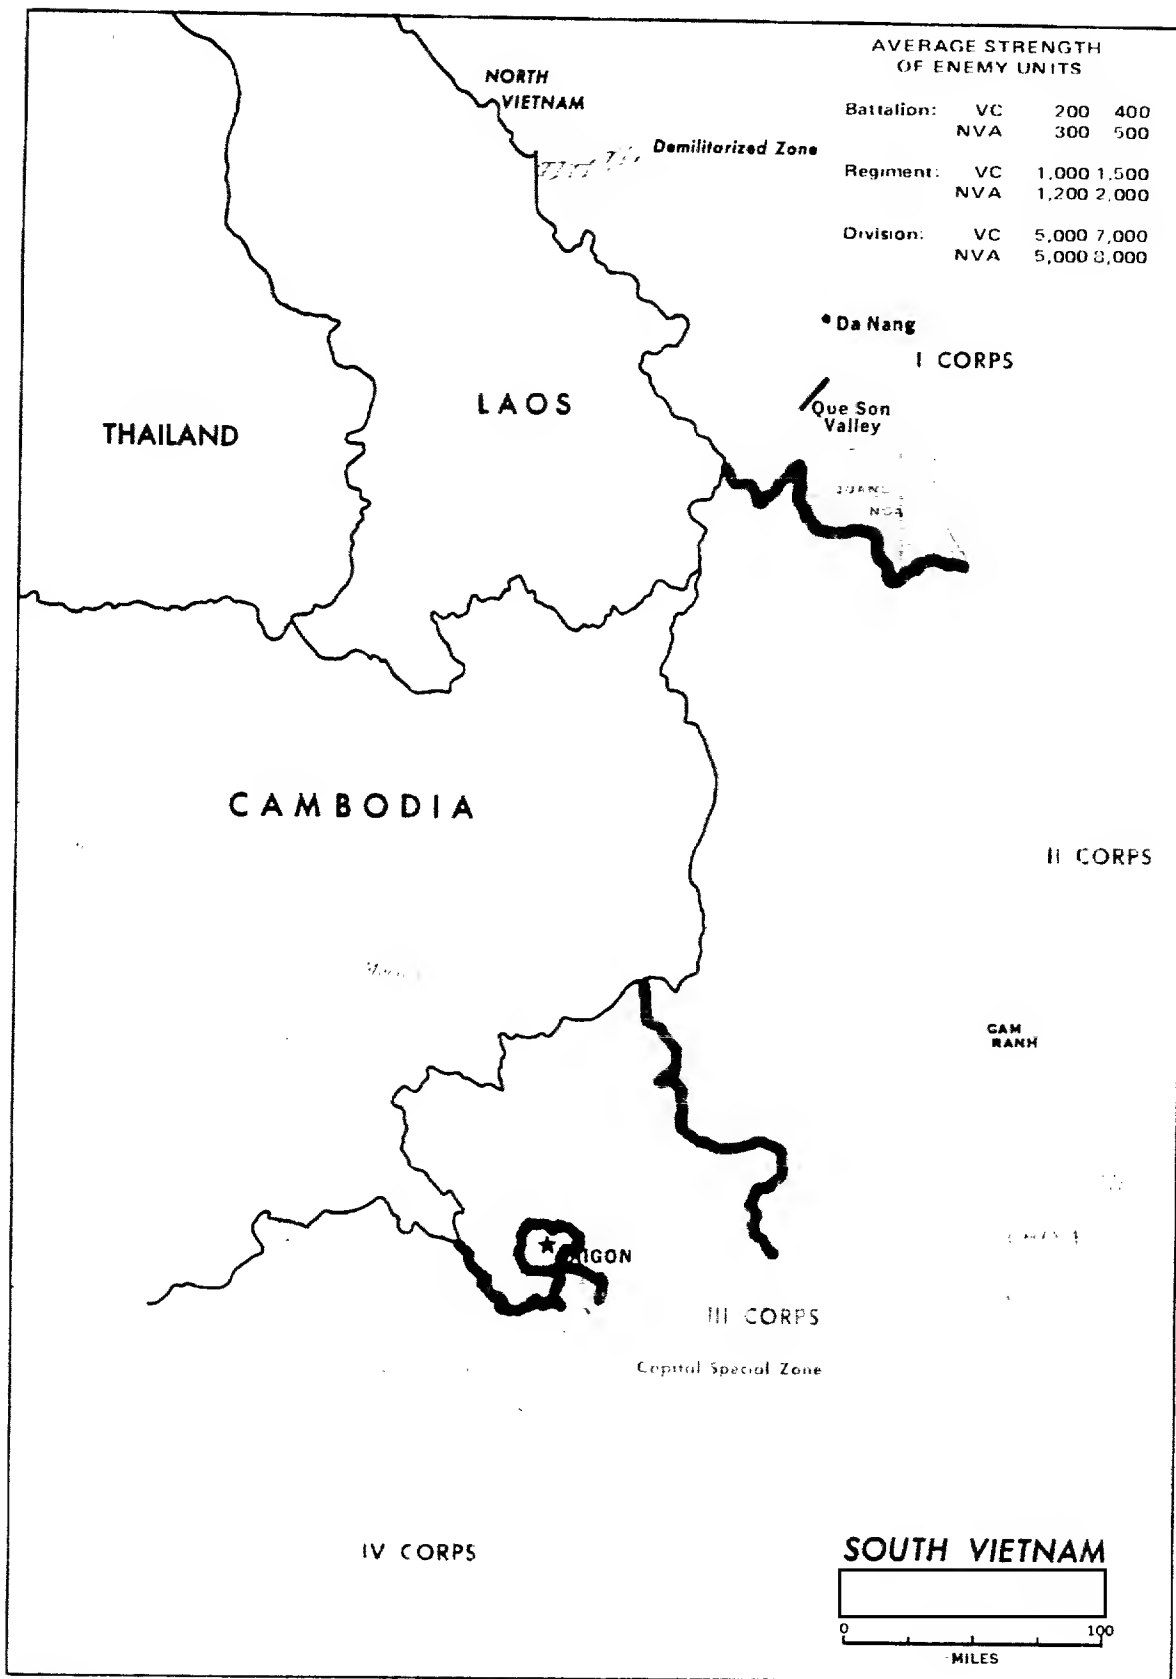 AVERAGE STRENGTH
OF ENEMY UNITS
Battalion: VC 200 400
NVA 300 500
Regiment: VC 1,000 1,500
NVA 1,200 2,000
Division: VC 5,000 7,000
NVA 5,000 8,000
NORTH
VIETNAM
Demilitarized Zone
Da Nang
I CORPS
Que Son
Valley
LAOS
THAILAND
NGA
CAMBODIA
II CORPS
CAM
RANH
AIGON
III CORPS
Capital Special Zone
IV CORPS
SOUTH VIETNAM
0 100
MILES